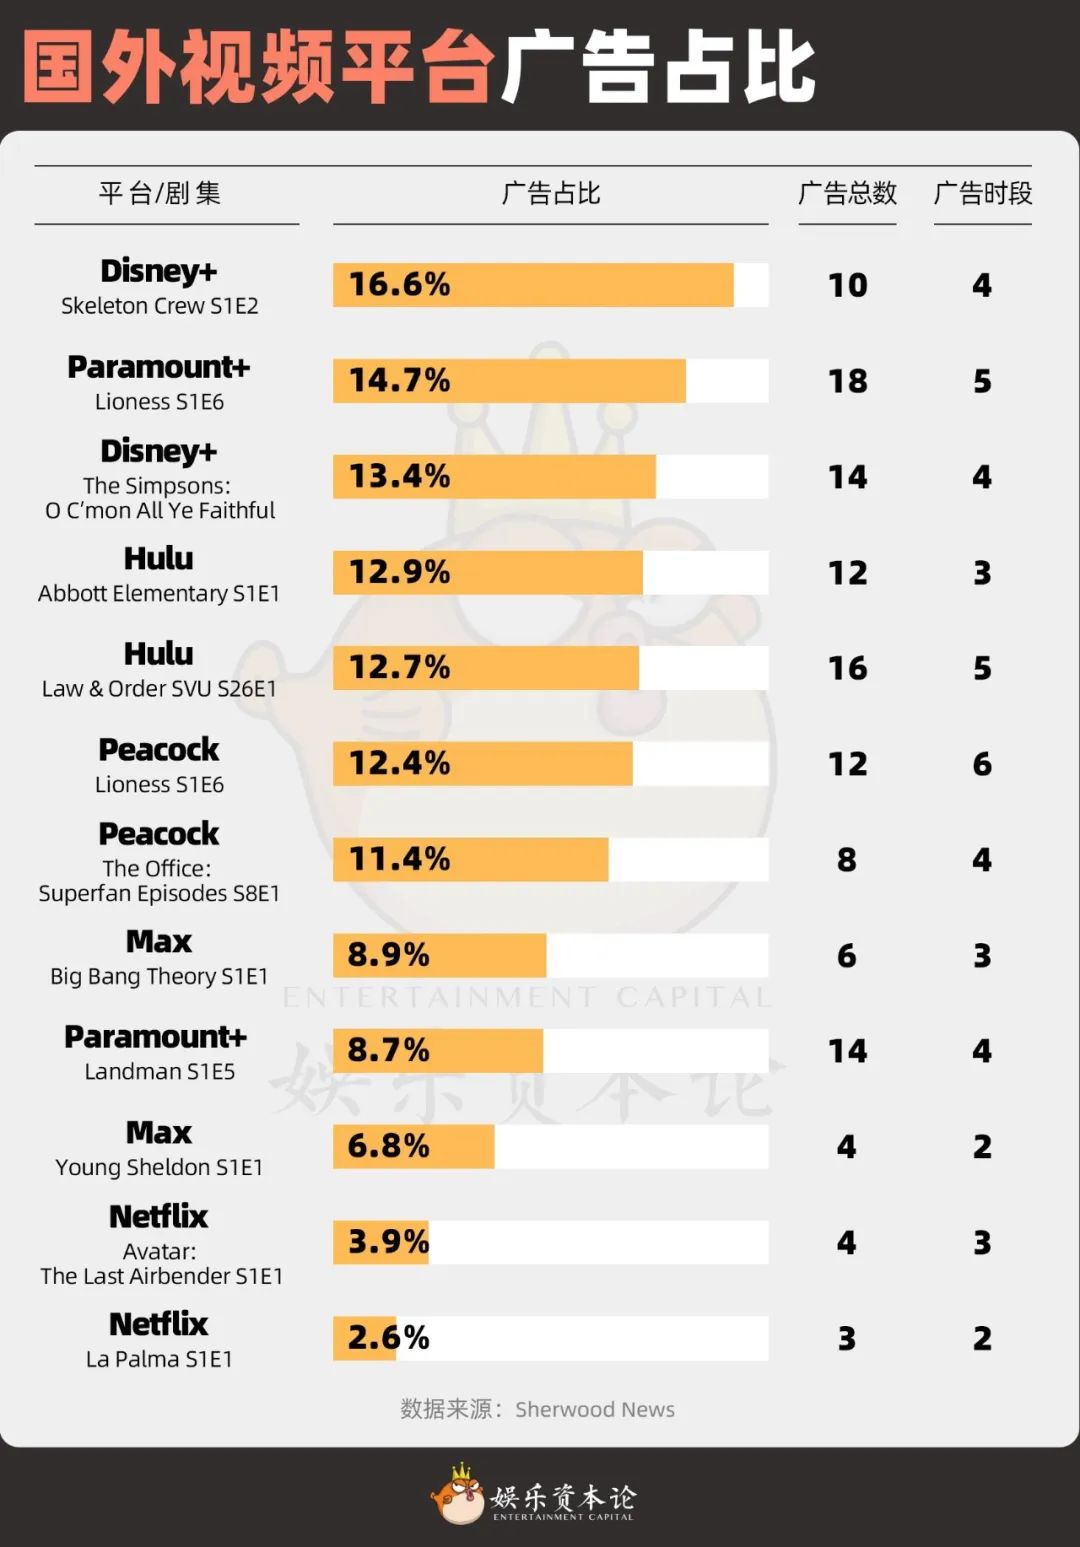 国外视频平台广告占比
平台/剧集 广告占比 广告总数 广告时段
Disney+
Skeleton Crew S1E2
16.6% 10 4
Paramount+
Lioness S1E6
14.7% 18 5
Disney+
The Simpsons:
O C'mon All Ye Faithful
13.4% 14 4
Hulu
Abbott Elementary S1E1
12.9% 12 3
Hulu
Law & Order SVU S26E1
12.7% 16 5
Peacock
Lioness S1E6
12.4% 12 6
Peacock
The Office:
Superfan Episodes S8E1
11.4% 8 4
Max
Big Bang Theory S1E1
8.9% 6 3
ENTERTAINMENT CAPITAL
Paramount+
Landman S1E5
8.7% 14 4
娱乐资本论
Max
Young Sheldon S1E1
6.8% 4 2
Netflix
Avatar:
The Last Airbender S1E1
3.9% 4 3
Netflix
La Palma S1E1
2.6% 3 2
数据来源：Sherwood News
娱乐资本论
ENTERTAINMENT CAPITAL